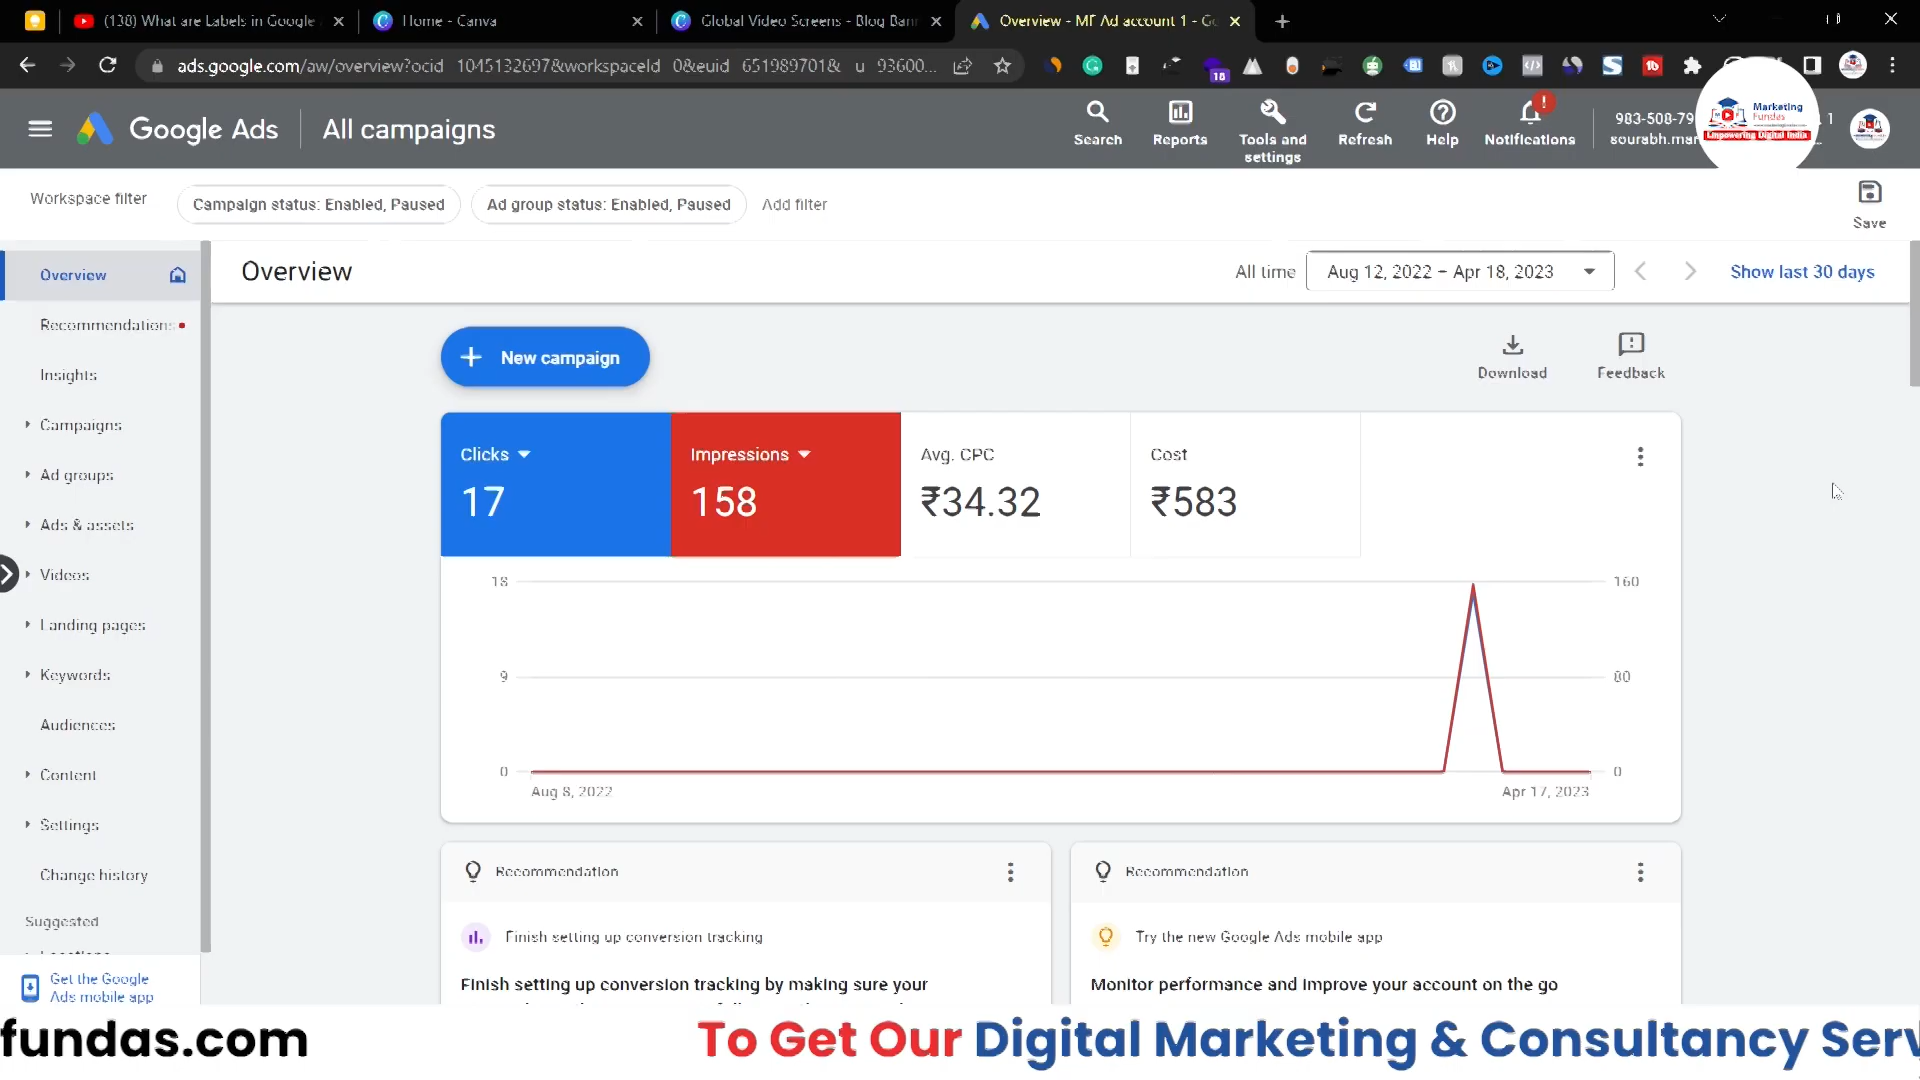 (138) What are Labels in Google
Home - Canva
Global Video Screens - Blog Bann
Overview - MF Ad account 1 - Go
ads.google.com/aw/overview?ocid 1045132697&workspaceId 0&euid 651989701& u 93600...
18
Google Ads
All campaigns
Search
Reports
Tools and
settings
Refresh
Help
Notifications
983-508-79
1
sourabh.mar
Marketing
Fundas
Empowering Digital India
Workspace filter
Campaign status: Enabled, Paused
Ad group status: Enabled, Paused
Add filter
Save
Overview
Recommendations
Insights
Campaigns
Ad groups
Ads & assets
Videos
Landing pages
Keywords
Audiences
Content
Settings
Change history
Suggested
Get the Google
Ads mobile app
Overview
All time
Aug 12, 2022 – Apr 18, 2023
Show last 30 days
New campaign
Download
Feedback
Clicks
17
Impressions
158
Avg. CPC
₹34.32
Cost
₹583
18
160
9
80
0
0
Aug 8, 2022
Apr 17, 2023
Recommendation
Finish setting up conversion tracking
Finish setting up conversion tracking by making sure your
Recommendation
Try the new Google Ads mobile app
Monitor performance and improve your account on the go
fundas.com
To Get Our Digital Marketing & Consultancy Serv